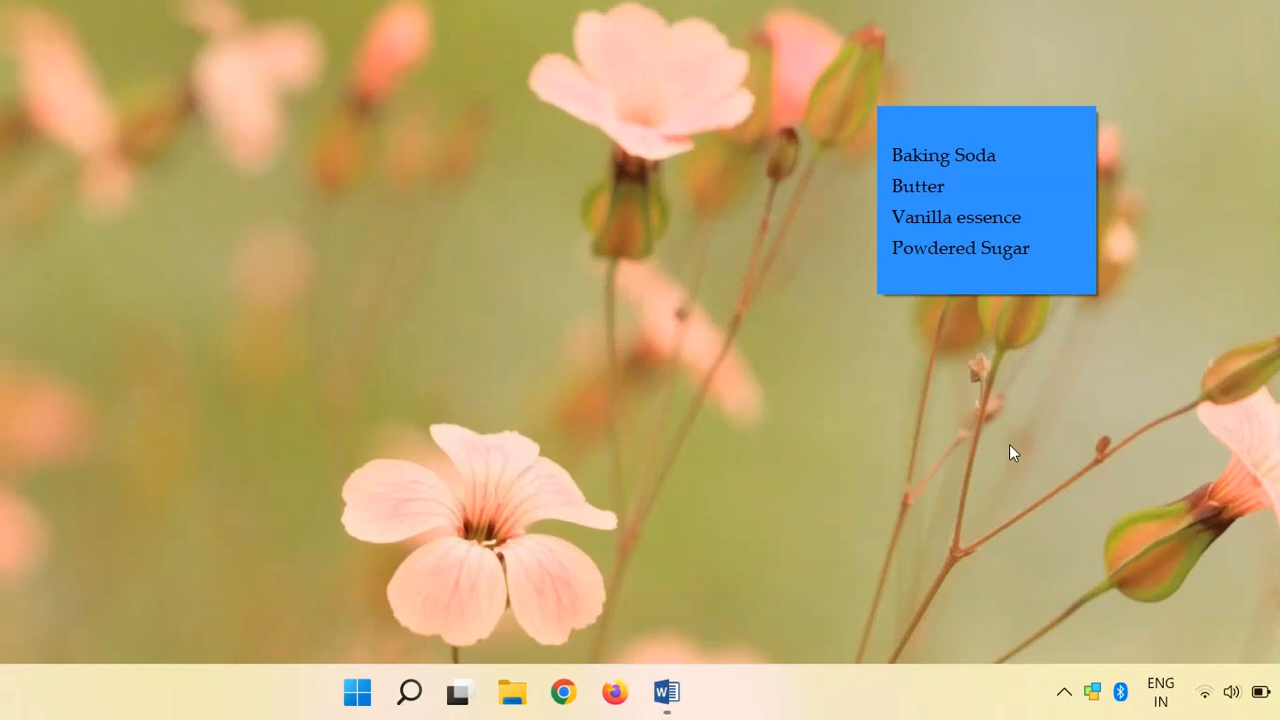 Baking Soda
Butter
Vanilla essence
Powdered Sugar
ENG
IN